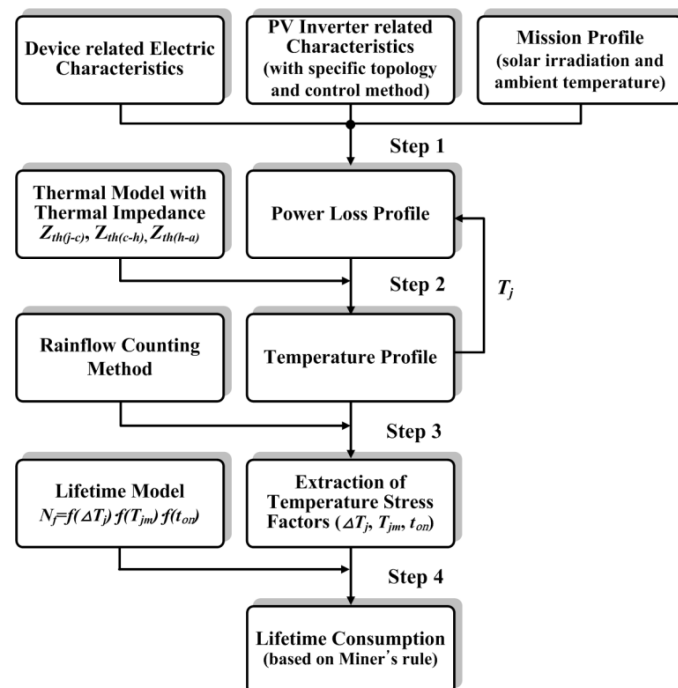 Device related Electric
Characteristics
PV Inverter related
Characteristics
(with specific topology
and control method)
Mission Profile
(solar irradiation and
ambient temperature)
Step 1
Thermal Model with
Thermal Impedance
Zth(j-c), Zth(c-h), Zth(h-a)
Power Loss Profile
Step 2
Tj
Rainflow Counting
Method
Temperature Profile
Step 3
Lifetime Model
Nf=f(ΔTj)·f(Tjm)·f(ton)
Extraction of
Temperature Stress
Factors (ΔTj, Tjm, ton)
Step 4
Lifetime Consumption
(based on Miner's rule)